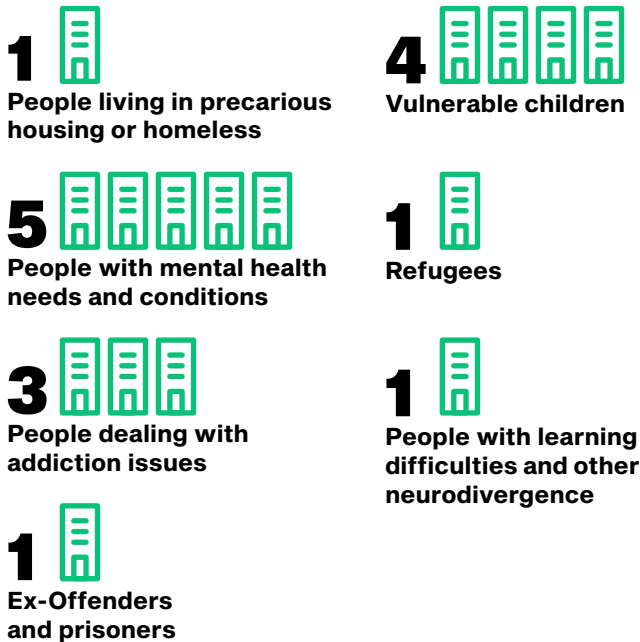 1
People living in precarious
housing or homeless
4
Vulnerable children
5
People with mental health
needs and conditions
1
Refugees
3
People dealing with
addiction issues
1
People with learning
difficulties and other
neurodivergence
1
Ex-Offenders
and prisoners